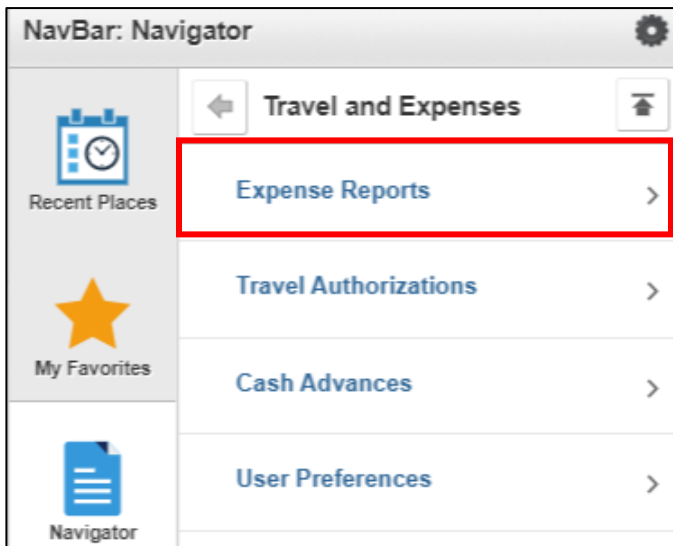 NavBar: Navigator
Travel and Expenses
Recent Places
Expense Reports
Travel Authorizations
My Favorites
Cash Advances
User Preferences
Navigator